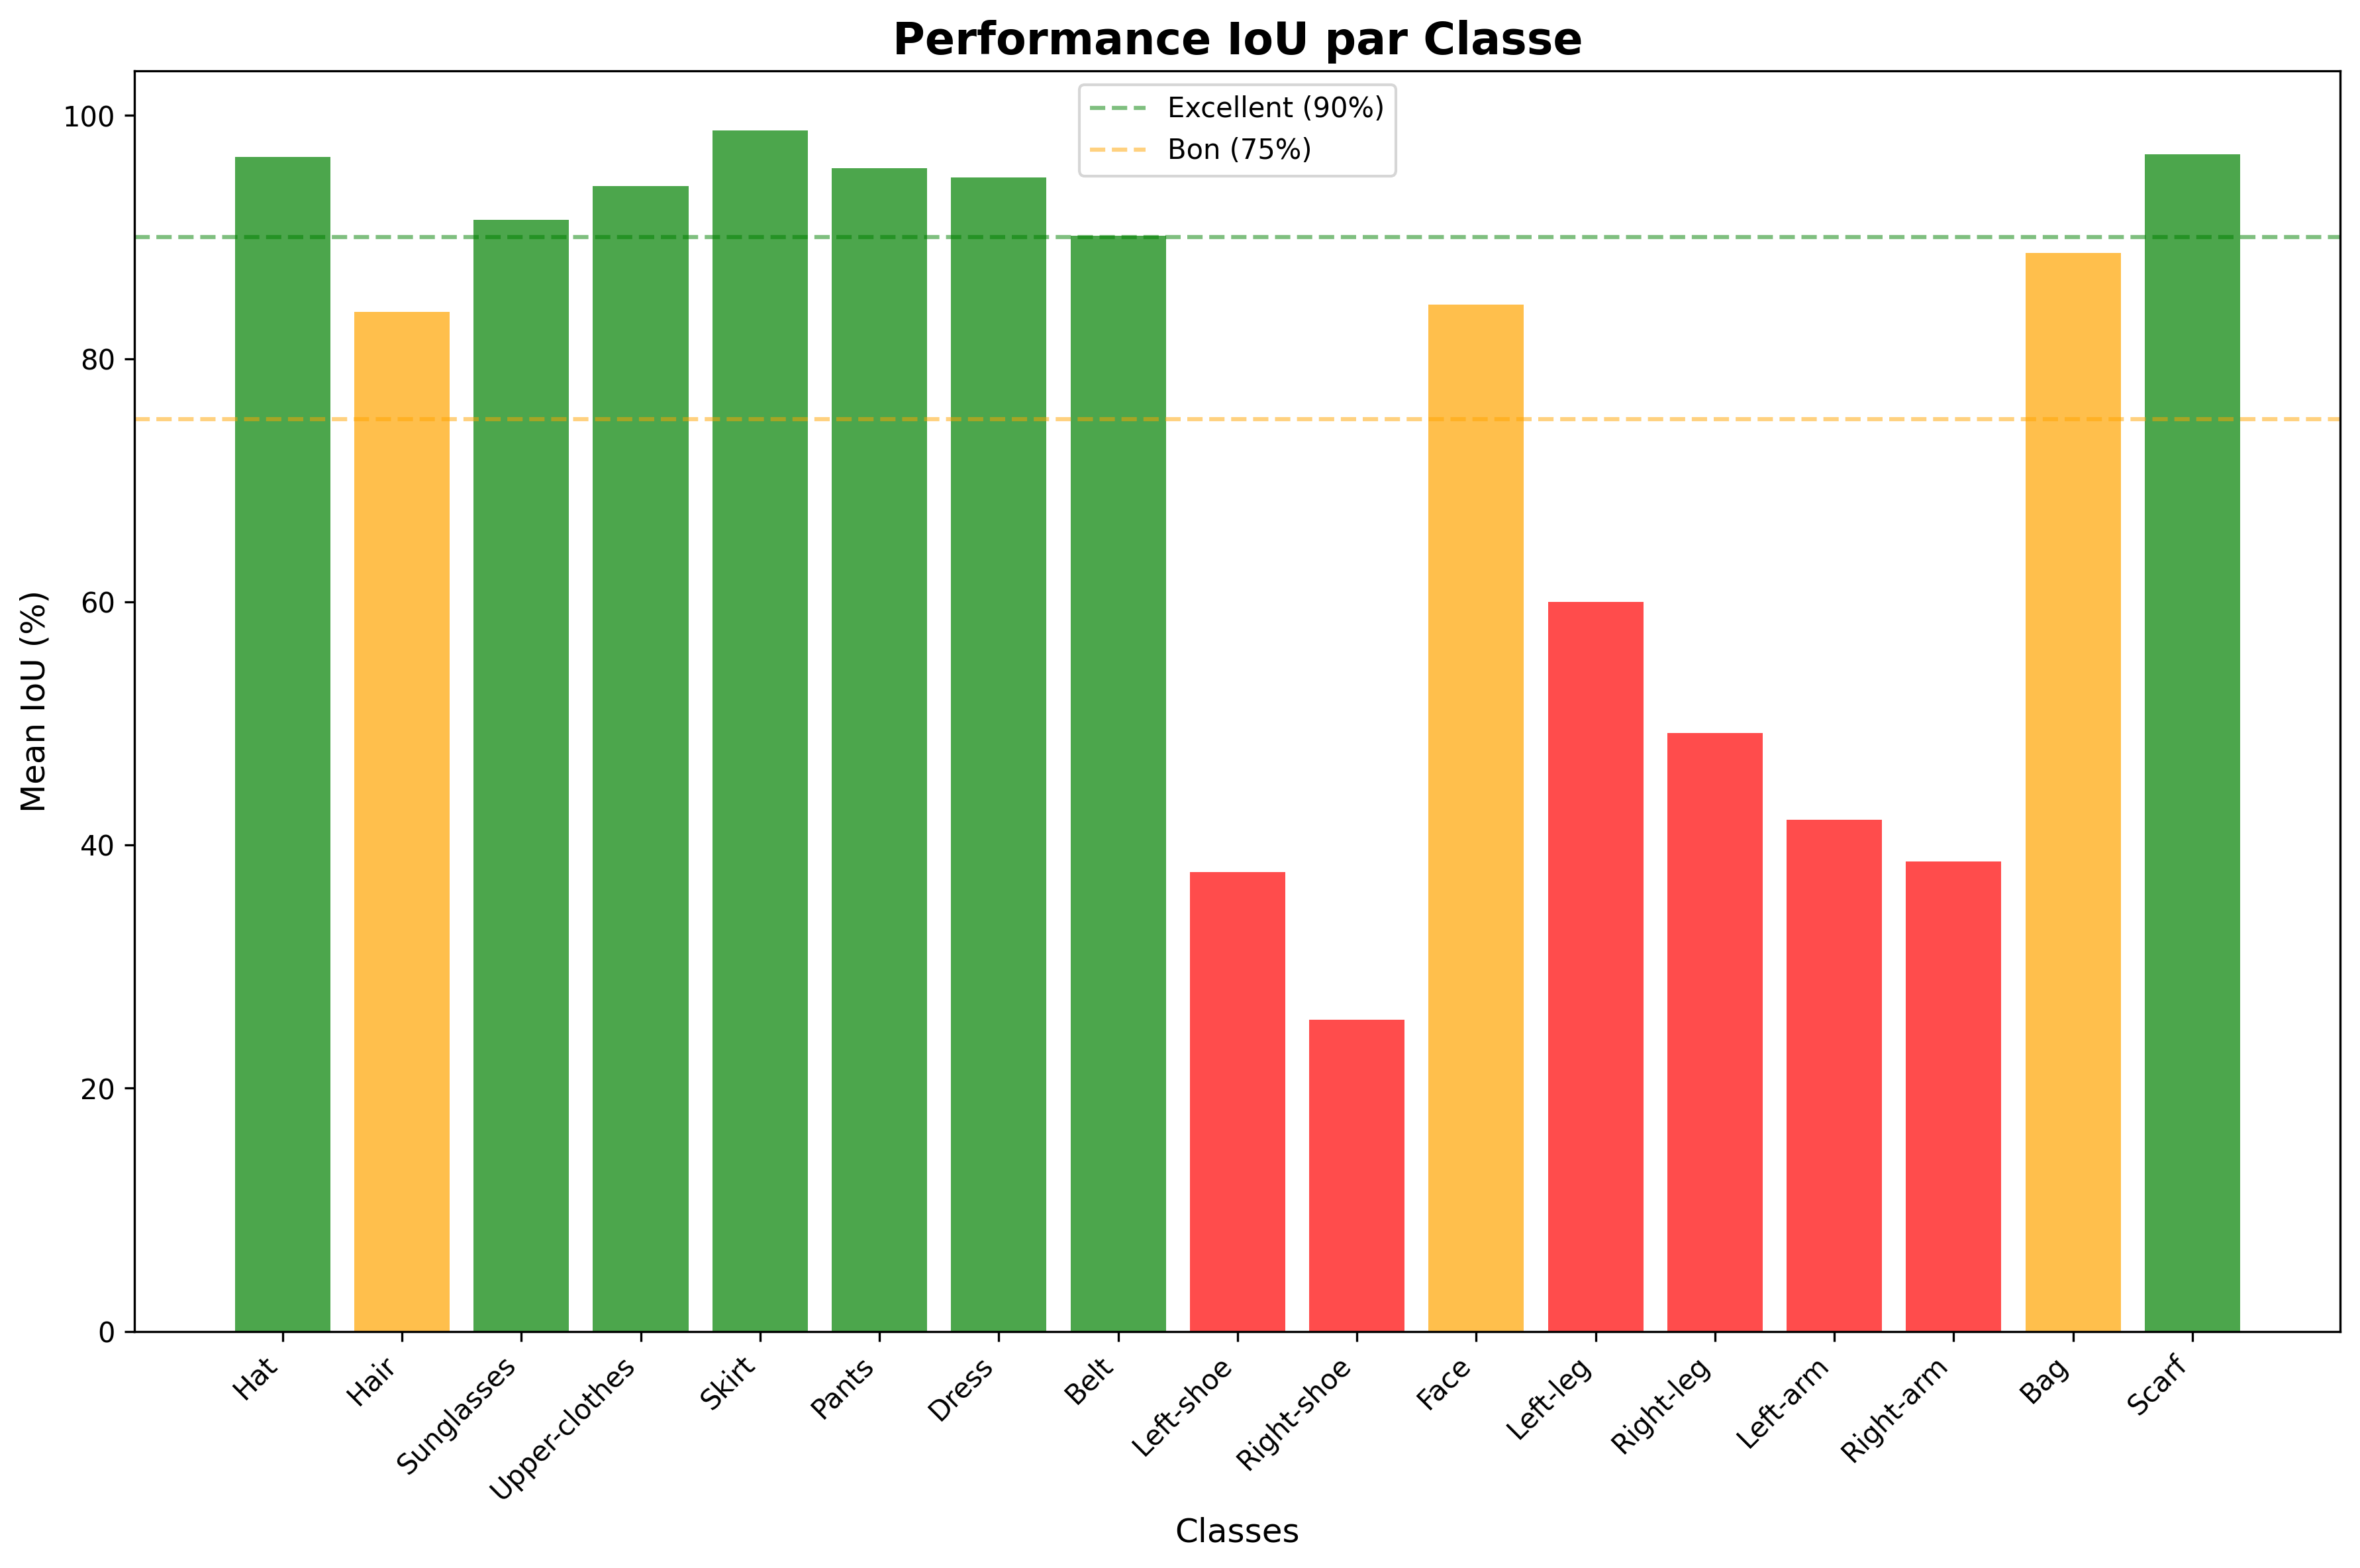 Performance IoU par Classe
Excellent (90%)
Bon (75%)
Mean IoU (%)
100
80
60
40
20
0
Hat
Hair
Sunglasses
Upper-clothes
Skirt
Pants
Dress
Belt
Left-shoe
Right-shoe
Face
Left-leg
Right-leg
Left-arm
Right-arm
Bag
Scarf
Classes